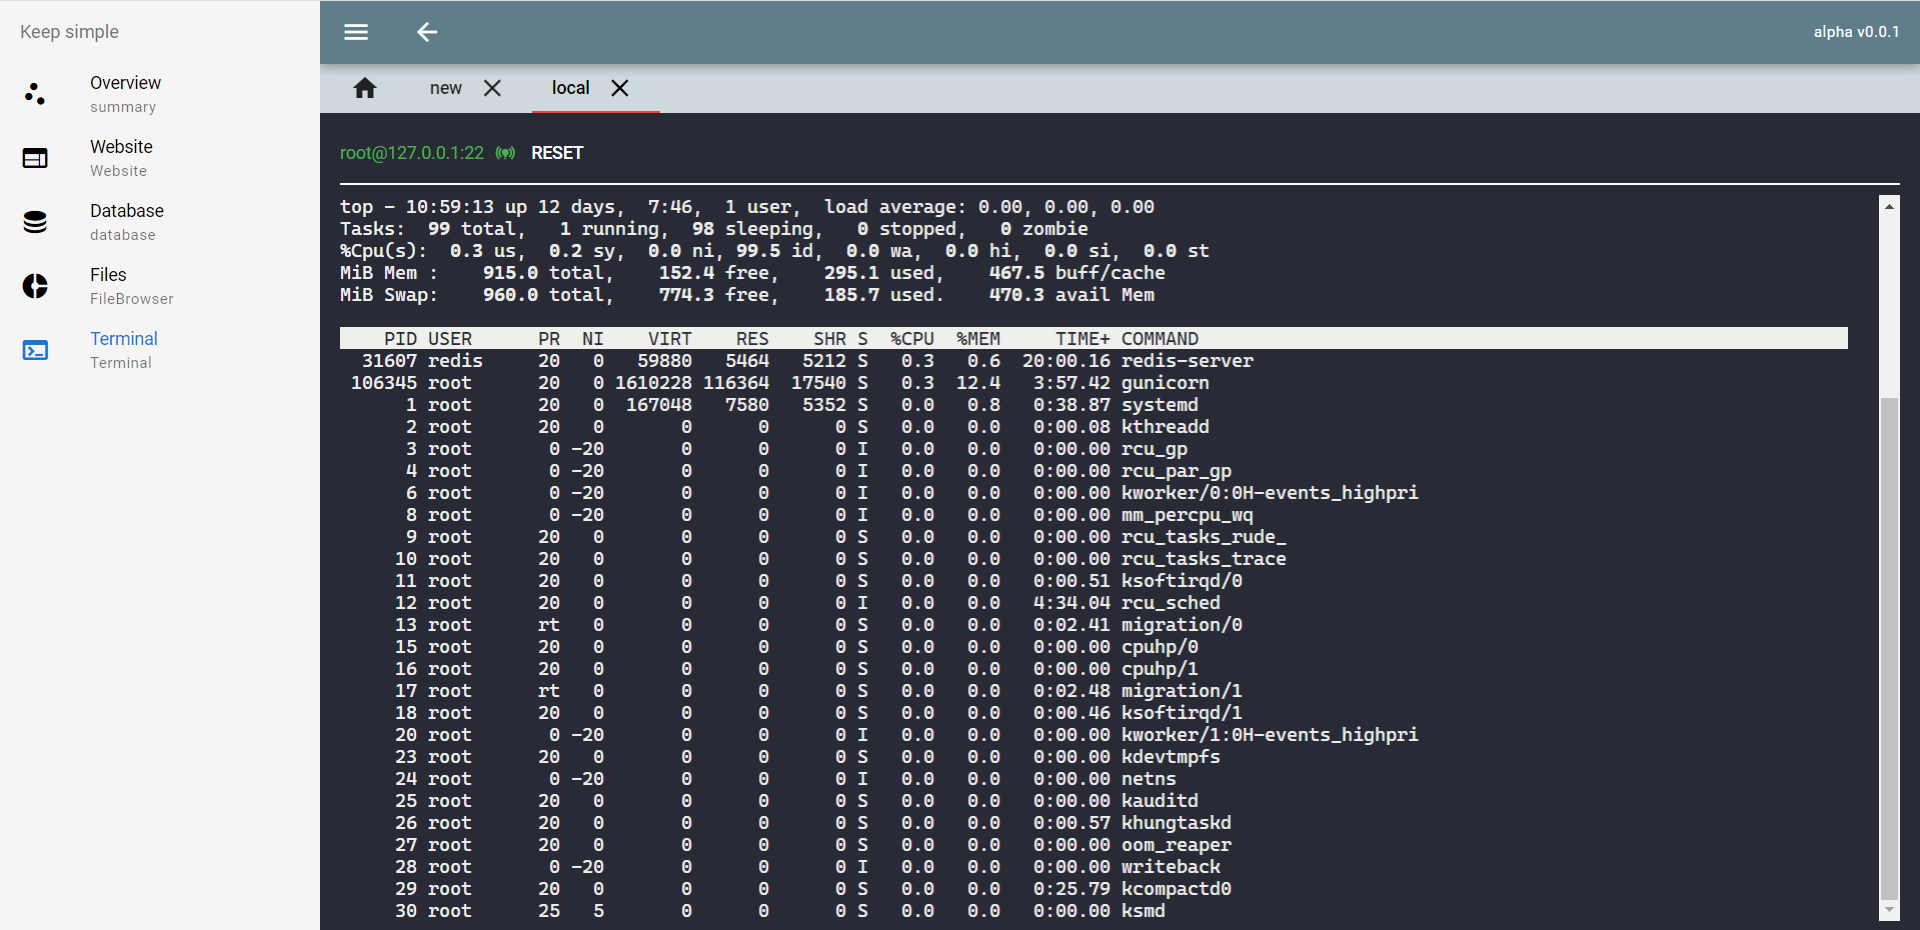 Keep simple
Overview
summary
Website
Website
Database
database
Files
FileBrowser
Terminal
Terminal
alpha v0.0.1
new
local
root@127.0.0.1:22 RESET
top - 10:59:13 up 12 days,  7:46,  1 user,  load average: 0.00, 0.00, 0.00
Tasks:  99 total,   1 running,  98 sleeping,   0 stopped,   0 zombie
%Cpu(s):  0.3 us,  0.2 sy,  0.0 ni, 99.5 id,  0.0 wa,  0.0 hi,  0.0 si,  0.0 st
MiB Mem :    915.0 total,    152.4 free,    295.1 used,    467.5 buff/cache
MiB Swap:    960.0 total,    774.3 free,    185.7 used.    470.3 avail Mem
PID USER      PR  NI    VIRT    RES    SHR S  %CPU  %MEM     TIME+ COMMAND
31607 redis     20   0   59880   5464   5212 S   0.3   0.6  20:00.16 redis-server
106345 root      20   0 1610228 116364  17540 S   0.3  12.4   3:57.42 gunicorn
1 root      20   0  167048   7580   5352 S   0.0   0.8   0:38.87 systemd
2 root      20   0       0      0      0 S   0.0   0.0   0:00.08 kthreadd
3 root       0 -20       0      0      0 I   0.0   0.0   0:00.00 rcu_gp
4 root       0 -20       0      0      0 I   0.0   0.0   0:00.00 rcu_par_gp
6 root       0 -20       0      0      0 I   0.0   0.0   0:00.00 kworker/0:0H-events_highpri
8 root       0 -20       0      0      0 I   0.0   0.0   0:00.00 mm_percpu_wq
9 root      20   0       0      0      0 S   0.0   0.0   0:00.00 rcu_tasks_rude_
10 root      20   0       0      0      0 S   0.0   0.0   0:00.00 rcu_tasks_trace
11 root      20   0       0      0      0 S   0.0   0.0   0:00.51 ksoftirqd/0
12 root      20   0       0      0      0 I   0.0   0.0   4:34.04 rcu_sched
13 root      rt   0       0      0      0 S   0.0   0.0   0:02.41 migration/0
15 root      20   0       0      0      0 S   0.0   0.0   0:00.00 cpuhp/0
16 root      20   0       0      0      0 S   0.0   0.0   0:00.00 cpuhp/1
17 root      rt   0       0      0      0 S   0.0   0.0   0:02.48 migration/1
18 root      20   0       0      0      0 S   0.0   0.0   0:00.46 ksoftirqd/1
20 root       0 -20       0      0      0 I   0.0   0.0   0:00.00 kworker/1:0H-events_highpri
23 root      20   0       0      0      0 S   0.0   0.0   0:00.00 kdevtmpfs
24 root       0 -20       0      0      0 I   0.0   0.0   0:00.00 netns
25 root      20   0       0      0      0 S   0.0   0.0   0:00.00 kauditd
26 root      20   0       0      0      0 S   0.0   0.0   0:00.57 khungtaskd
27 root      20   0       0      0      0 S   0.0   0.0   0:00.00 oom_reaper
28 root       0 -20       0      0      0 I   0.0   0.0   0:00.00 writeback
29 root      20   0       0      0      0 S   0.0   0.0   0:25.79 kcompactd0
30 root      25   5       0      0      0 S   0.0   0.0   0:00.00 ksmd